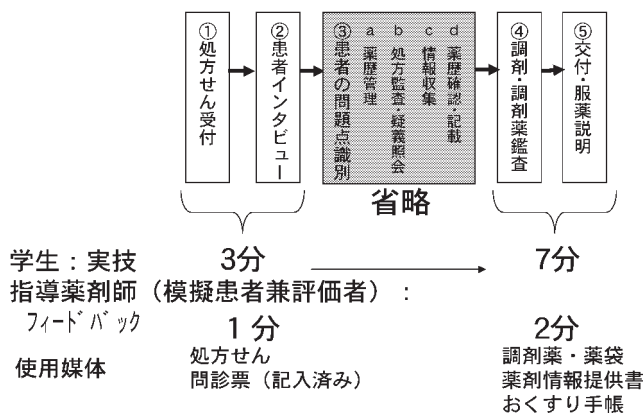 ①処方せん受付
②患者インタビュー
③患者の問題点識別
a 薬歴管理
b 処方監査・疑義照会
c 情報収集
d 薬歴確認・記載
④調剤・調剤薬鑑査
⑤交付・服薬説明
省略
学生：実技 3分 7分
指導薬剤師（模擬患者兼評価者）：
フィードバック 1分 2分
使用媒体
処方せん
問診票（記入済み）
調剤薬・薬袋
薬剤情報提供書
おくすり手帳